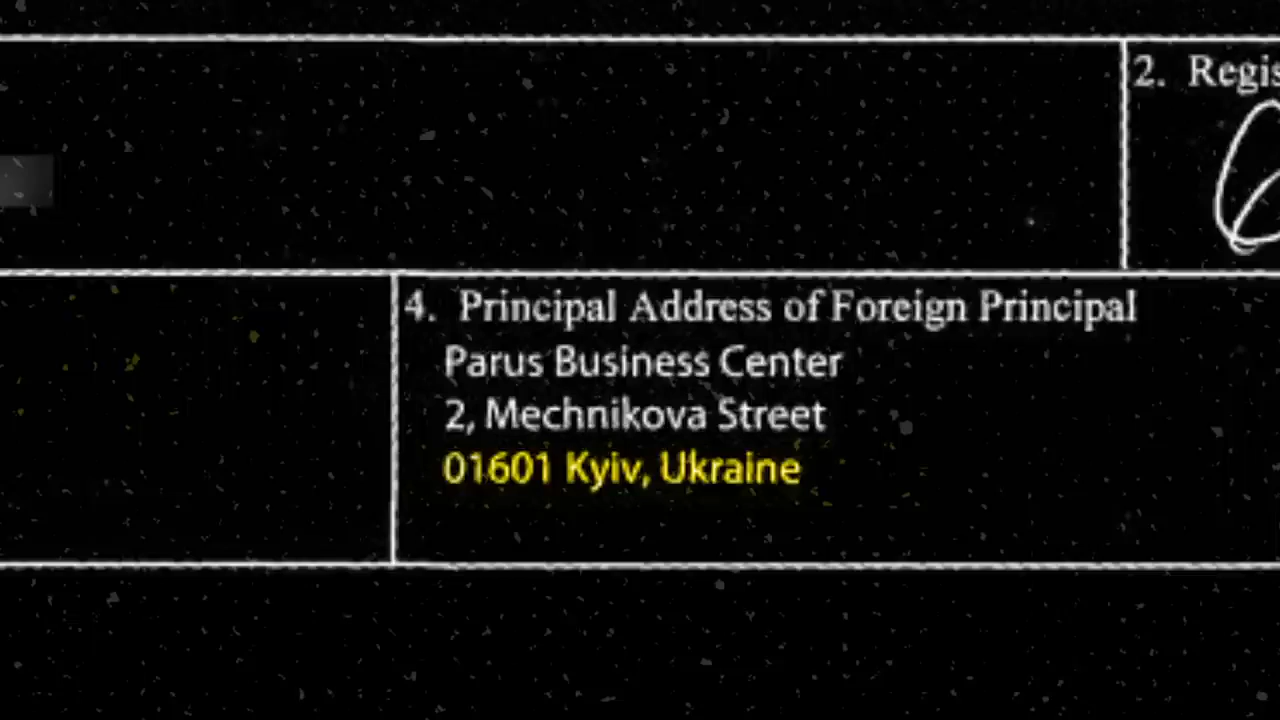 2. Regis
4. Principal Address of Foreign Principal
Parus Business Center
2, Mechnikova Street
01601 Kyiv, Ukraine